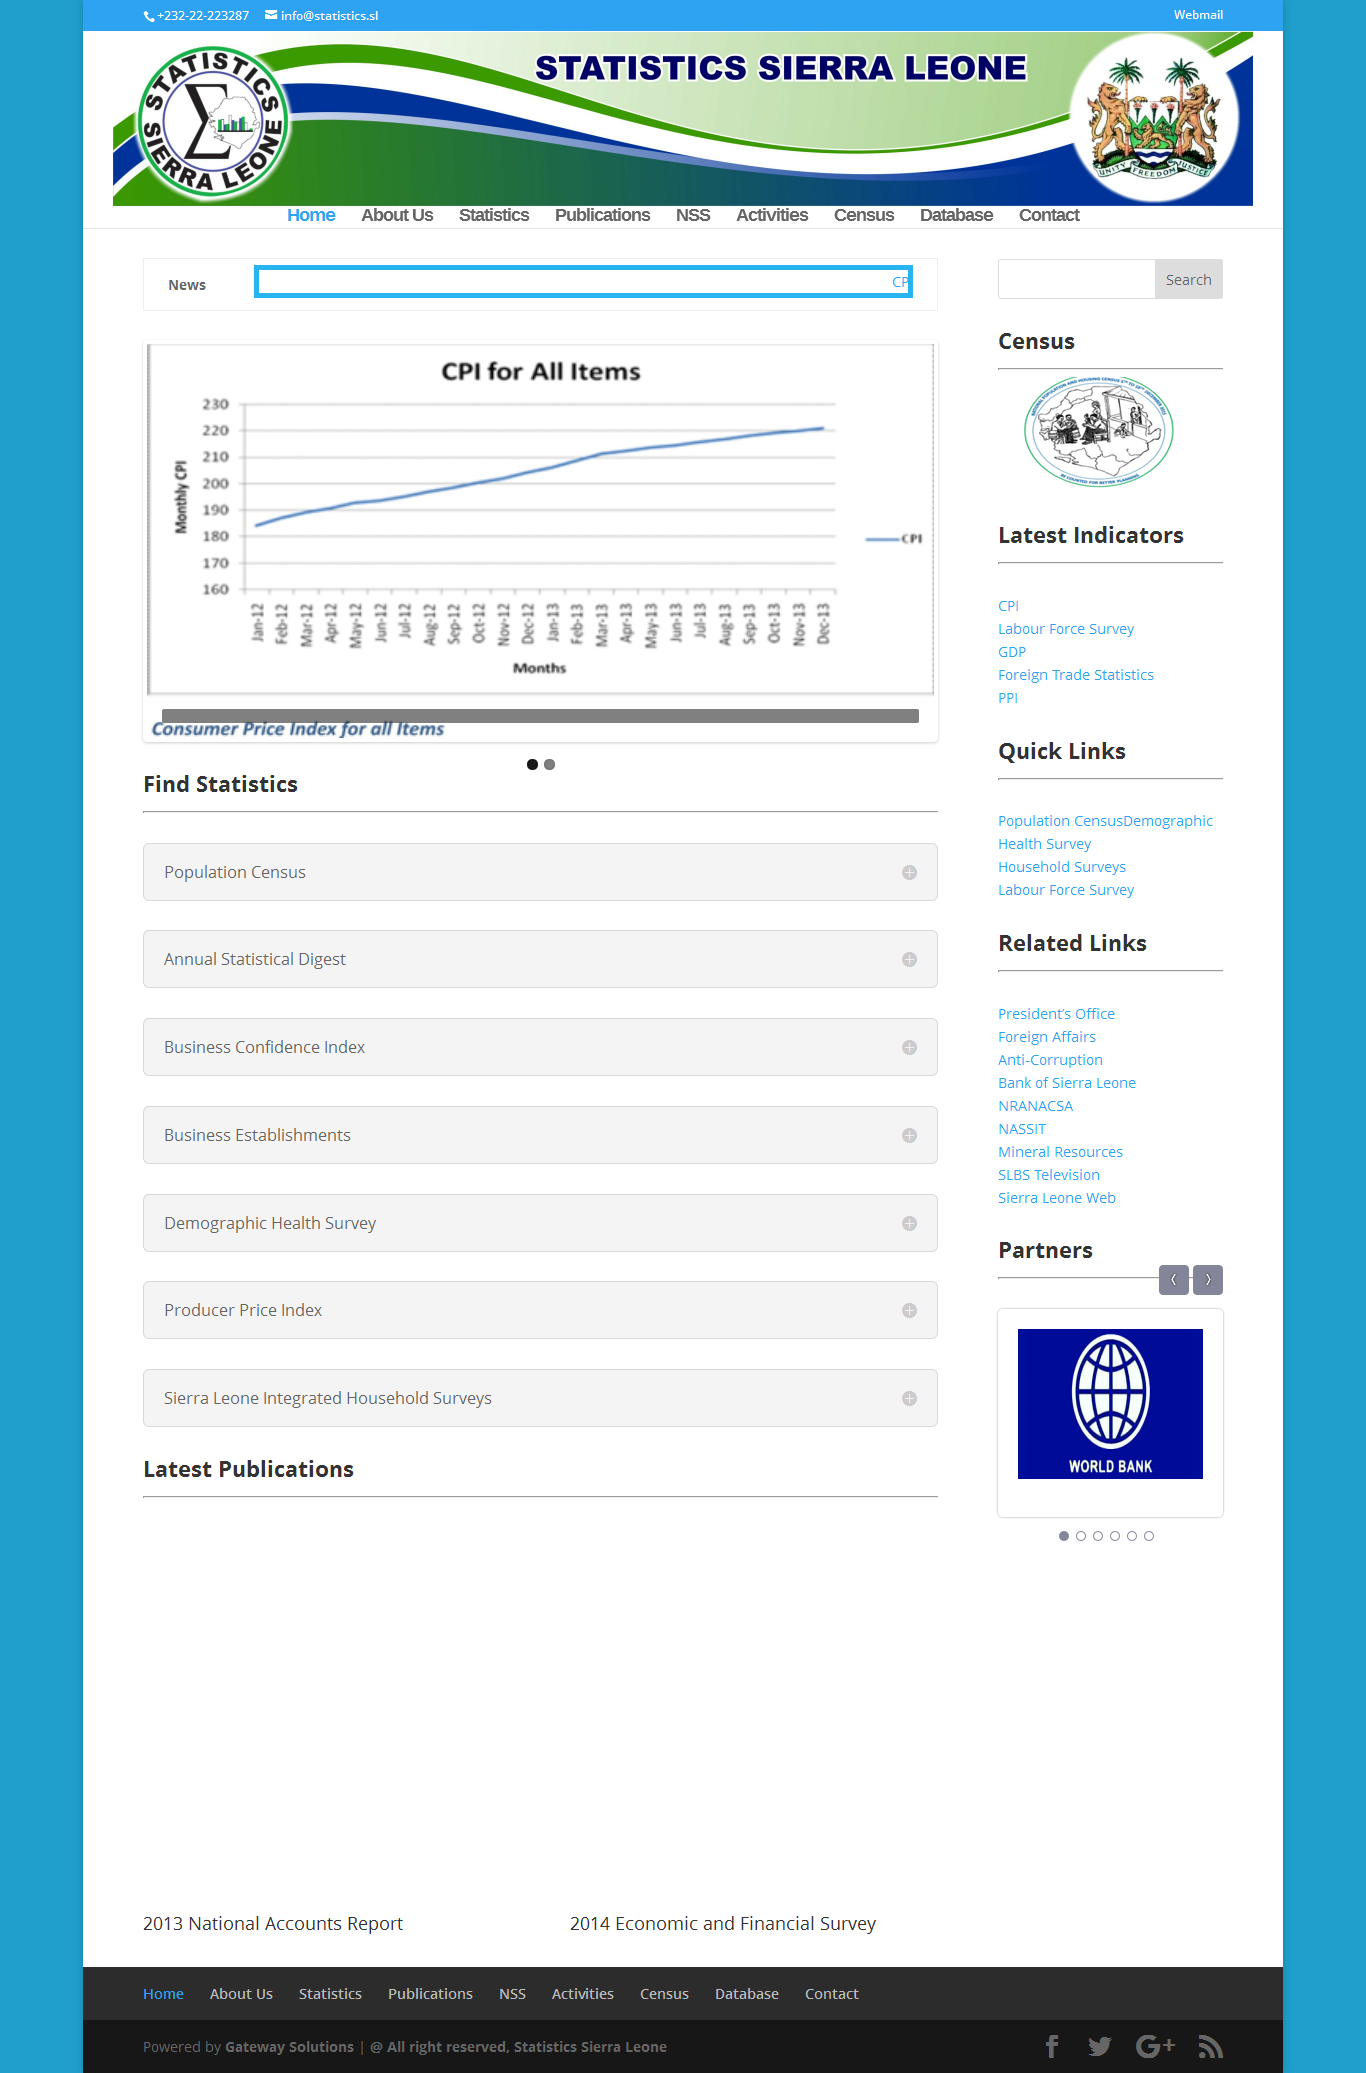 +232-22-223287 info@statistics.sl Webmail
STATISTICS SIERRA LEONE
STATISTICS SIERRA LEONE
UNITY FREEDOM JUSTICE
Home About Us Statistics Publications NSS Activities Census Database Contact
News
CP
Search
CPI for All Items
230
220
210
200
190
180
170
160
Monthly CPI
CPI
Jan-12 Feb-12 Mar-12 Apr-12 May-12 Jun-12 Jul-12 Aug-12 Sep-12 Oct-12 Nov-12 Dec-12 Jan-13 Feb-13 Mar-13 Apr-13 May-13 Jun-13 Jul-13 Aug-13 Sep-13 Oct-13 Nov-13 Dec-13
Months
Consumer Price Index for all Items
Find Statistics
Population Census
Annual Statistical Digest
Business Confidence Index
Business Establishments
Demographic Health Survey
Producer Price Index
Sierra Leone Integrated Household Surveys
Latest Publications
2013 National Accounts Report
2014 Economic and Financial Survey
Census
BE COUNTED FOR BETTER PLANNING
Latest Indicators
CPI
Labour Force Survey
GDP
Foreign Trade Statistics
PPI
Quick Links
Population CensusDemographic
Health Survey
Household Surveys
Labour Force Survey
Related Links
President’s Office
Foreign Affairs
Anti-Corruption
Bank of Sierra Leone
NRANACSA
NASSIT
Mineral Resources
SLBS Television
Sierra Leone Web
Partners
WORLD BANK
Home About Us Statistics Publications NSS Activities Census Database Contact
Powered by Gateway Solutions | @ All right reserved, Statistics Sierra Leone